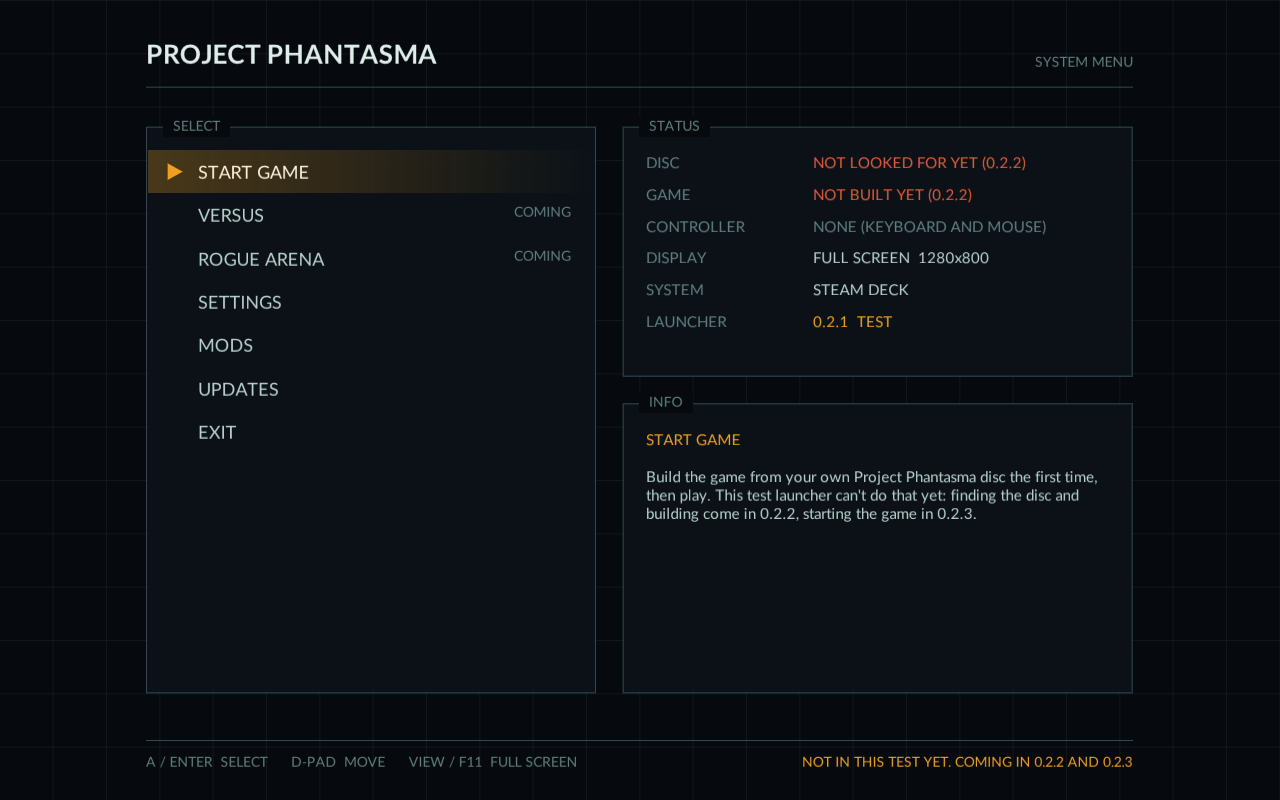 PROJECT PHANTASMA
SYSTEM MENU
SELECT
START GAME
VERSUS COMING
ROGUE ARENA COMING
SETTINGS
MODS
UPDATES
EXIT
STATUS
DISC NOT LOOKED FOR YET (0.2.2)
GAME NOT BUILT YET (0.2.2)
CONTROLLER NONE (KEYBOARD AND MOUSE)
DISPLAY FULL SCREEN 1280x800
SYSTEM STEAM DECK
LAUNCHER 0.2.1 TEST
INFO
START GAME
Build the game from your own Project Phantasma disc the first time,
then play. This test launcher can't do that yet: finding the disc and
building come in 0.2.2, starting the game in 0.2.3.
A / ENTER SELECT D-PAD MOVE VIEW / F11 FULL SCREEN
NOT IN THIS TEST YET. COMING IN 0.2.2 AND 0.2.3